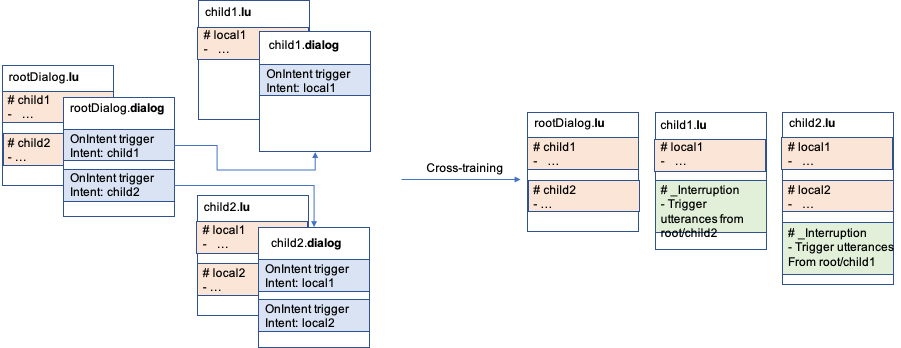 child1.lu
# local1
- ...
child1.dialog
OnIntent trigger
Intent: local1
rootDialog.lu
# child1
- ...
# child2
- ...
rootDialog.dialog
OnIntent trigger
Intent: child1
OnIntent trigger
Intent: child2
child2.lu
# local1
- ...
# local2
- ...
child2.dialog
OnIntent trigger
Intent: local1
OnIntent trigger
Intent: local2
Cross-training
rootDialog.lu
# child1
- ...
# child2
- ...
child1.lu
# local1
- ...
# _Interruption
- Trigger
utterances from
root/child2
child2.lu
# local1
- ...
# local2
- ...
# _Interruption
- Trigger utterances
From root/child1